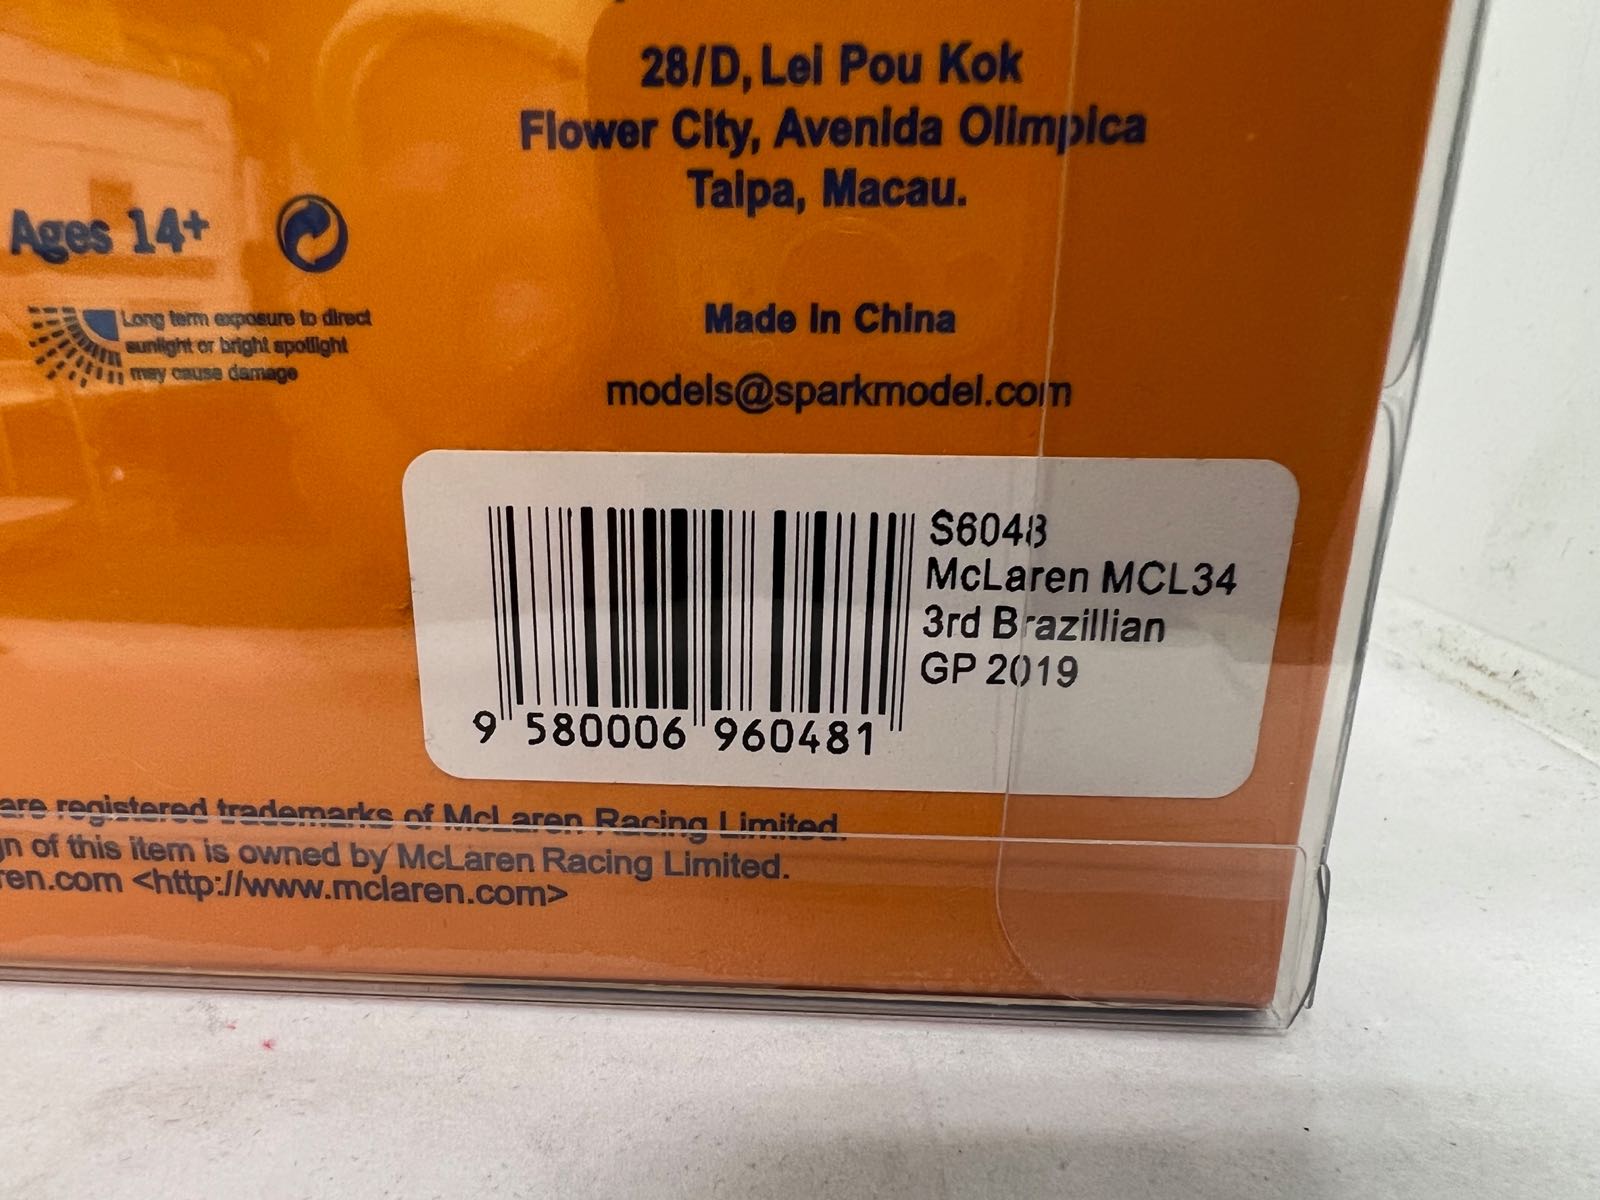 28/D, Lei Pou Kok
Flower City, Avenida Olimpica
Taipa, Macau.
Ages 14+
Long term exposure to direct
sunlight or bright spotlight
may cause damage
Made in China
models@sparkmodel.com
S6048
McLaren MCL34
3rd Brazillian
GP 2019
9 580006 960481
are registered trademarks of McLaren Racing Limited.
of this item is owned by McLaren Racing Limited.
ren.com <http://www.mclaren.com>